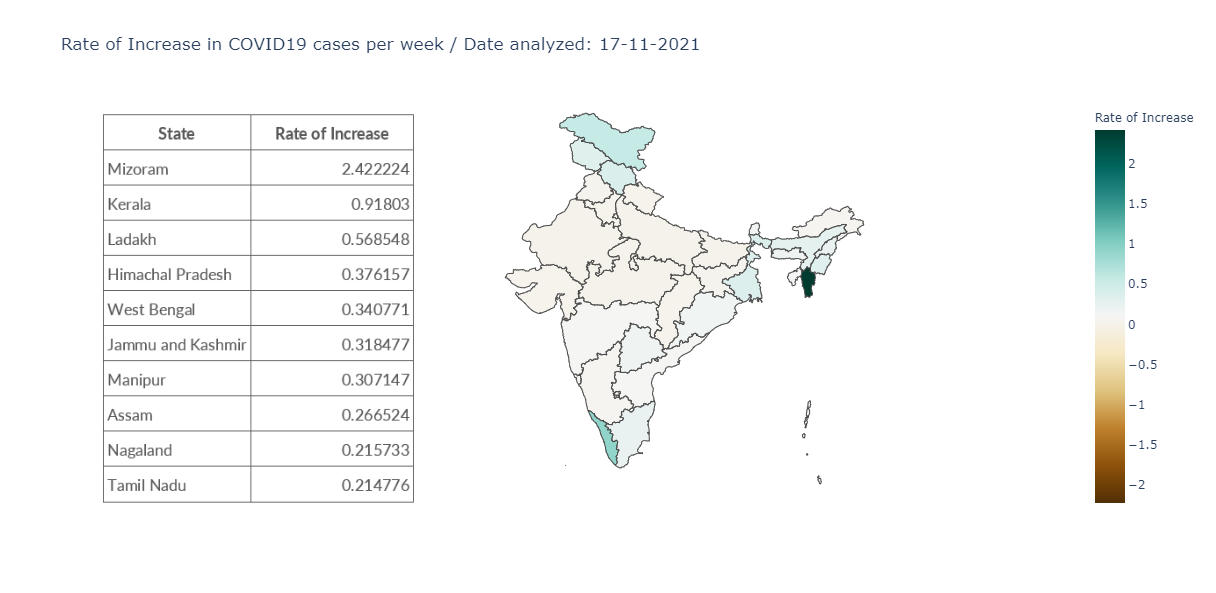 Rate of Increase in COVID19 cases per week / Date analyzed: 17-11-2021
State Rate of Increase
Mizoram 2.422224
Kerala 0.91803
Ladakh 0.568548
Himachal Pradesh 0.376157
West Bengal 0.340771
Jammu and Kashmir 0.318477
Manipur 0.307147
Assam 0.266524
Nagaland 0.215733
Tamil Nadu 0.214776
Rate of Increase
2
1.5
1
0.5
0
−0.5
−1
−1.5
−2